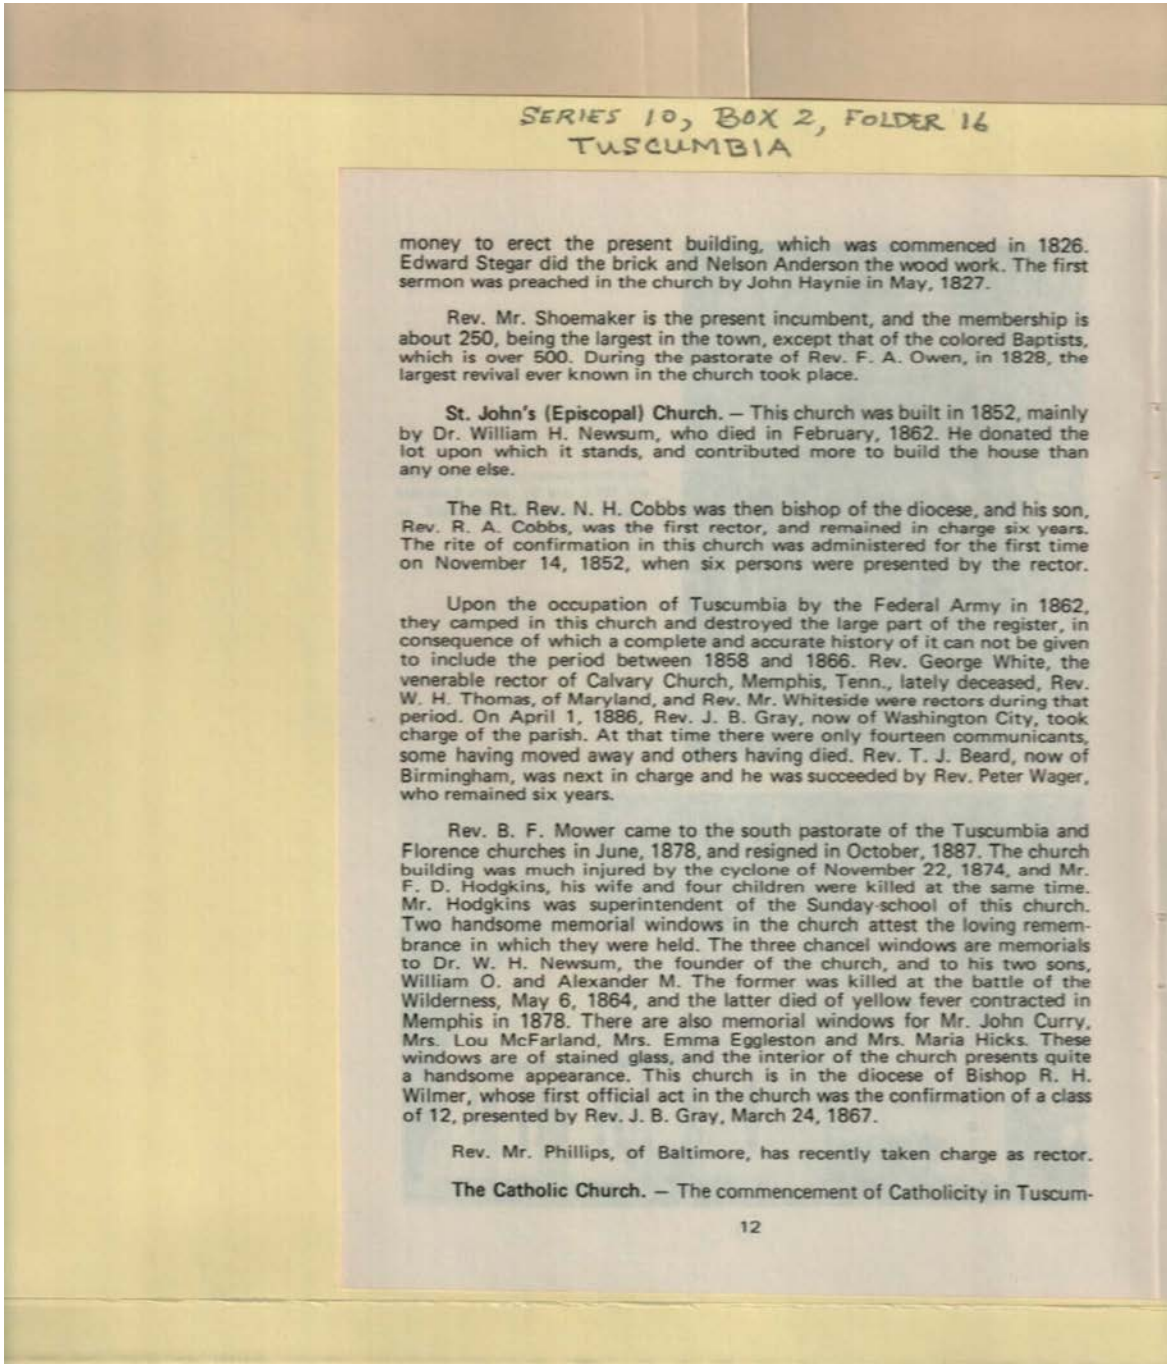 SERIES 10, BOX 2, FOLDER 16
TUSCUMBIA
money to erect the present building, which was commenced in 1826.
Edward Stegar did the brick and Nelson Anderson the wood work. The first
sermon was preached in the church by John Haynie in May, 1827.
Rev. Mr. Shoemaker is the present incumbent, and the membership is
about 250, being the largest in the town, except that of the colored Baptists,
which is over 500. During the pastorate of Rev. F. A. Owen, in 1828, the
largest revival ever known in the church took place.
St. John's (Episcopal) Church. — This church was built in 1852, mainly
by Dr. William H. Newsum, who died in February, 1862. He donated the
lot upon which it stands, and contributed more to build the house than
any one else.
The Rt. Rev. N. H. Cobbs was then bishop of the diocese, and his son,
Rev. R. A. Cobbs, was the first rector, and remained in charge six years.
The rite of confirmation in this church was administered for the first time
on November 14, 1852, when six persons were presented by the rector.
Upon the occupation of Tuscumbia by the Federal Army in 1862,
they camped in this church and destroyed the large part of the register, in
consequence of which a complete and accurate history of it can not be given
to include the period between 1858 and 1866. Rev. George White, the
venerable rector of Calvary Church, Memphis, Tenn., lately deceased, Rev.
W. H. Thomas, of Maryland, and Rev. Mr. Whiteside were rectors during that
period. On April 1, 1886, Rev. J. B. Gray, now of Washington City, took
charge of the parish. At that time there were only fourteen communicants,
some having moved away and others having died. Rev. T. J. Beard, now of
Birmingham, was next in charge and he was succeeded by Rev. Peter Wager,
who remained six years.
Rev. B. F. Mower came to the south pastorate of the Tuscumbia and
Florence churches in June, 1878, and resigned in October, 1887. The church
building was much injured by the cyclone of November 22, 1874, and Mr.
F. D. Hodgkins, his wife and four children were killed at the same time.
Mr. Hodgkins was superintendent of the Sunday-school of this church.
Two handsome memorial windows in the church attest the loving remem-
brance in which they were held. The three chancel windows are memorials
to Dr. W. H. Newsum, the founder of the church, and to his two sons,
William O. and Alexander M. The former was killed at the battle of the
Wilderness, May 6, 1864, and the latter died of yellow fever contracted in
Memphis in 1878. There are also memorial windows for Mr. John Curry,
Mrs. Lou McFarland, Mrs. Emma Eggleston and Mrs. Maria Hicks. These
windows are of stained glass, and the interior of the church presents quite
a handsome appearance. This church is in the diocese of Bishop R. H.
Wilmer, whose first official act in the church was the confirmation of a class
of 12, presented by Rev. J. B. Gray, March 24, 1867.
Rev. Mr. Phillips, of Baltimore, has recently taken charge as rector.
The Catholic Church. — The commencement of Catholicity in Tuscum-
12